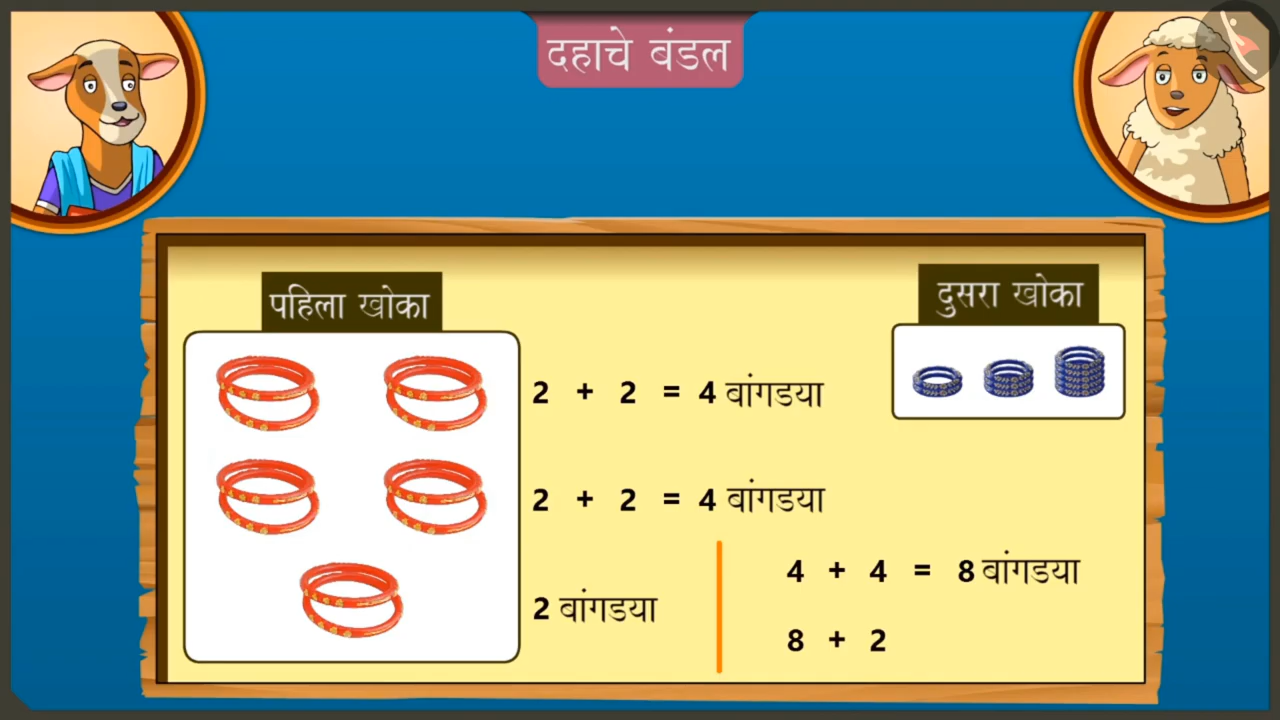 दहाचे बंडल
पहिला खोका
दुसरा खोका
2 + 2 = 4 बांगडया
2 + 2 = 4 बांगडया
2 बांगडया
4 + 4 = 8 बांगडया
8 + 2